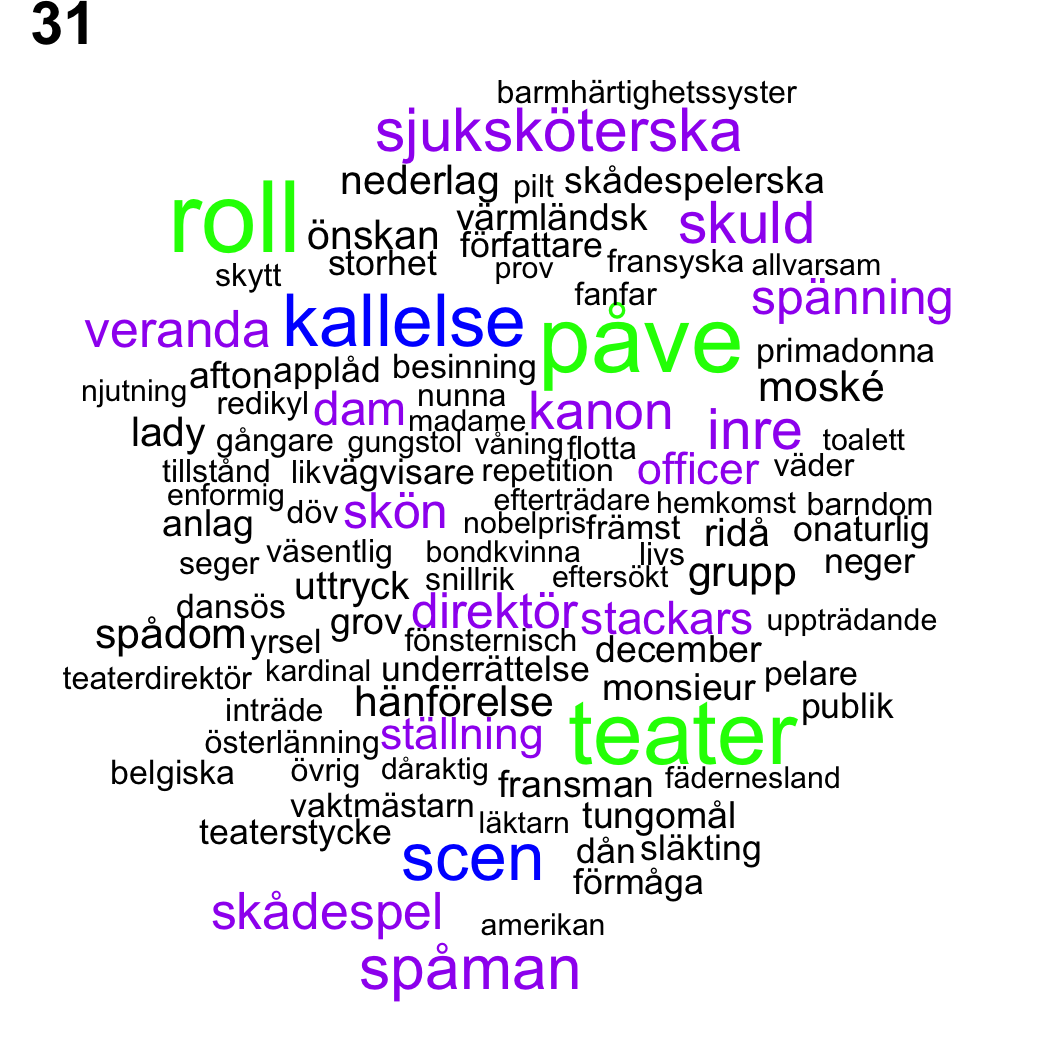 31
barmhärtighetssyster
sjuksköterska
nederlag pilt skådespelerska
roll önskan värmländsk skuld
storhet författare
skytt prov fransyska allvarsam
fanfar spänning
veranda kallelse påve primadonna
njutning afton applåd besinning moské
redikyl dam nunna kanon
lady madame inre toalett
gångare gungstol våning flotta
tillstånd lik vägvisare repetition officer väder
enformig döv skön efterträdare hemkomst barndom
anlag nobelpris främst ridå onaturlig
seger väsentlig bondkvinna livs neger
uttryck snillrik eftersökt grupp
dansös grov direktör stackars uppträdande
spådom yrsel fönsternisch december
teaterdirektör kardinal underrättelse pelare
inträde hänförelse monsieur publik
österlänning ställning teater
belgiska övrig dåraktig fransman fädernesland
vaktmästarn läktarn tungomål
teaterstycke scen dån släkting
förmåga
skådespel amerikan
spåman